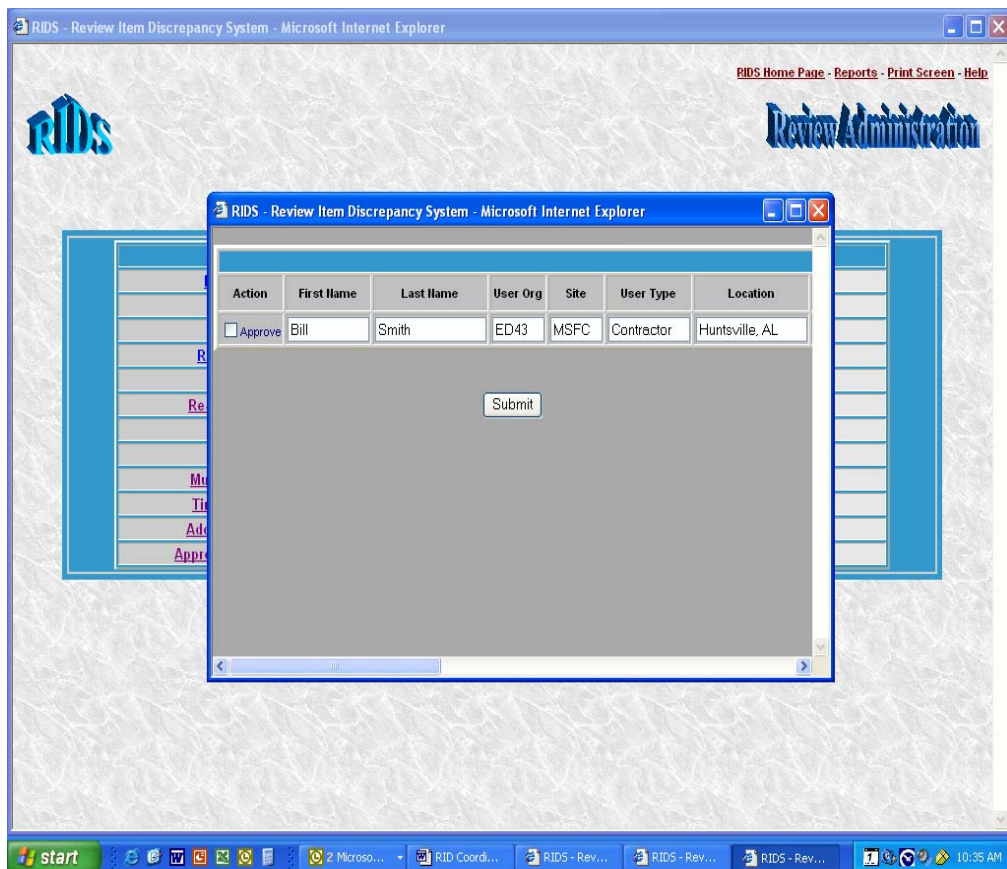 RIDS - Review Item Discrepancy System - Microsoft Internet Explorer
RIDS Home Page - Reports - Print Screen - Help
RIDS
Review Administration
RIDS - Review Item Discrepancy System - Microsoft Internet Explorer
Action First Name Last Name User Org Site User Type Location
Approve Bill Smith ED43 MSFC Contractor Huntsville, AL
Submit
start 2 Microso... RID Coordi... RIDS - Rev... RIDS - Rev... RIDS - Rev... 10:35 AM